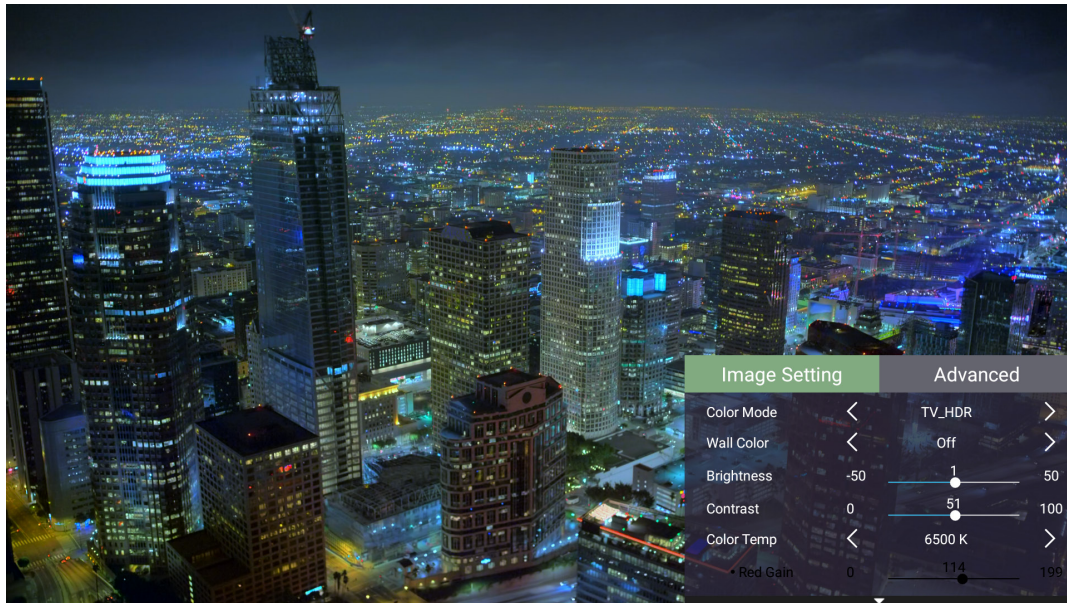 Image Setting Advanced
Color Mode TV_HDR
Wall Color Off
Brightness -50 1 50
Contrast 0 51 100
Color Temp 6500 K
• Red Gain 0 114 199